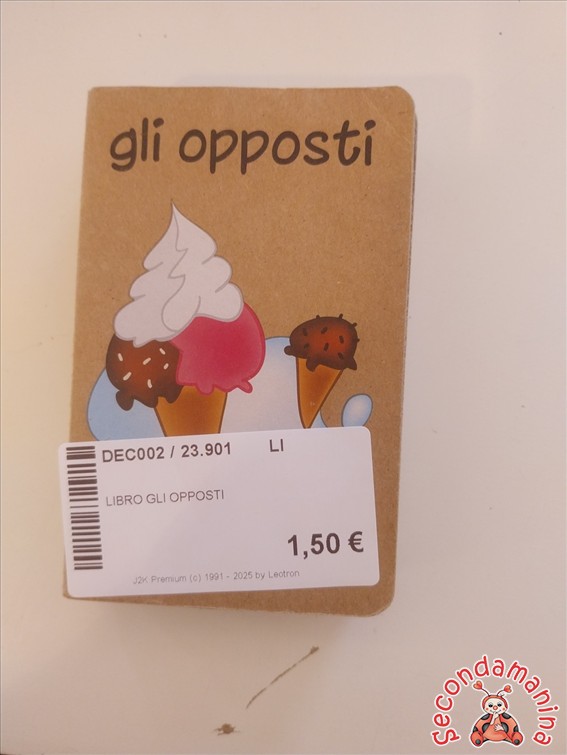 gli opposti
DEC002 / 23.901 LI
LIBRO GLI OPPOSTI
1,50 €
J2K Premium (c) 1991 - 2025 by Leotron
Secondamanina